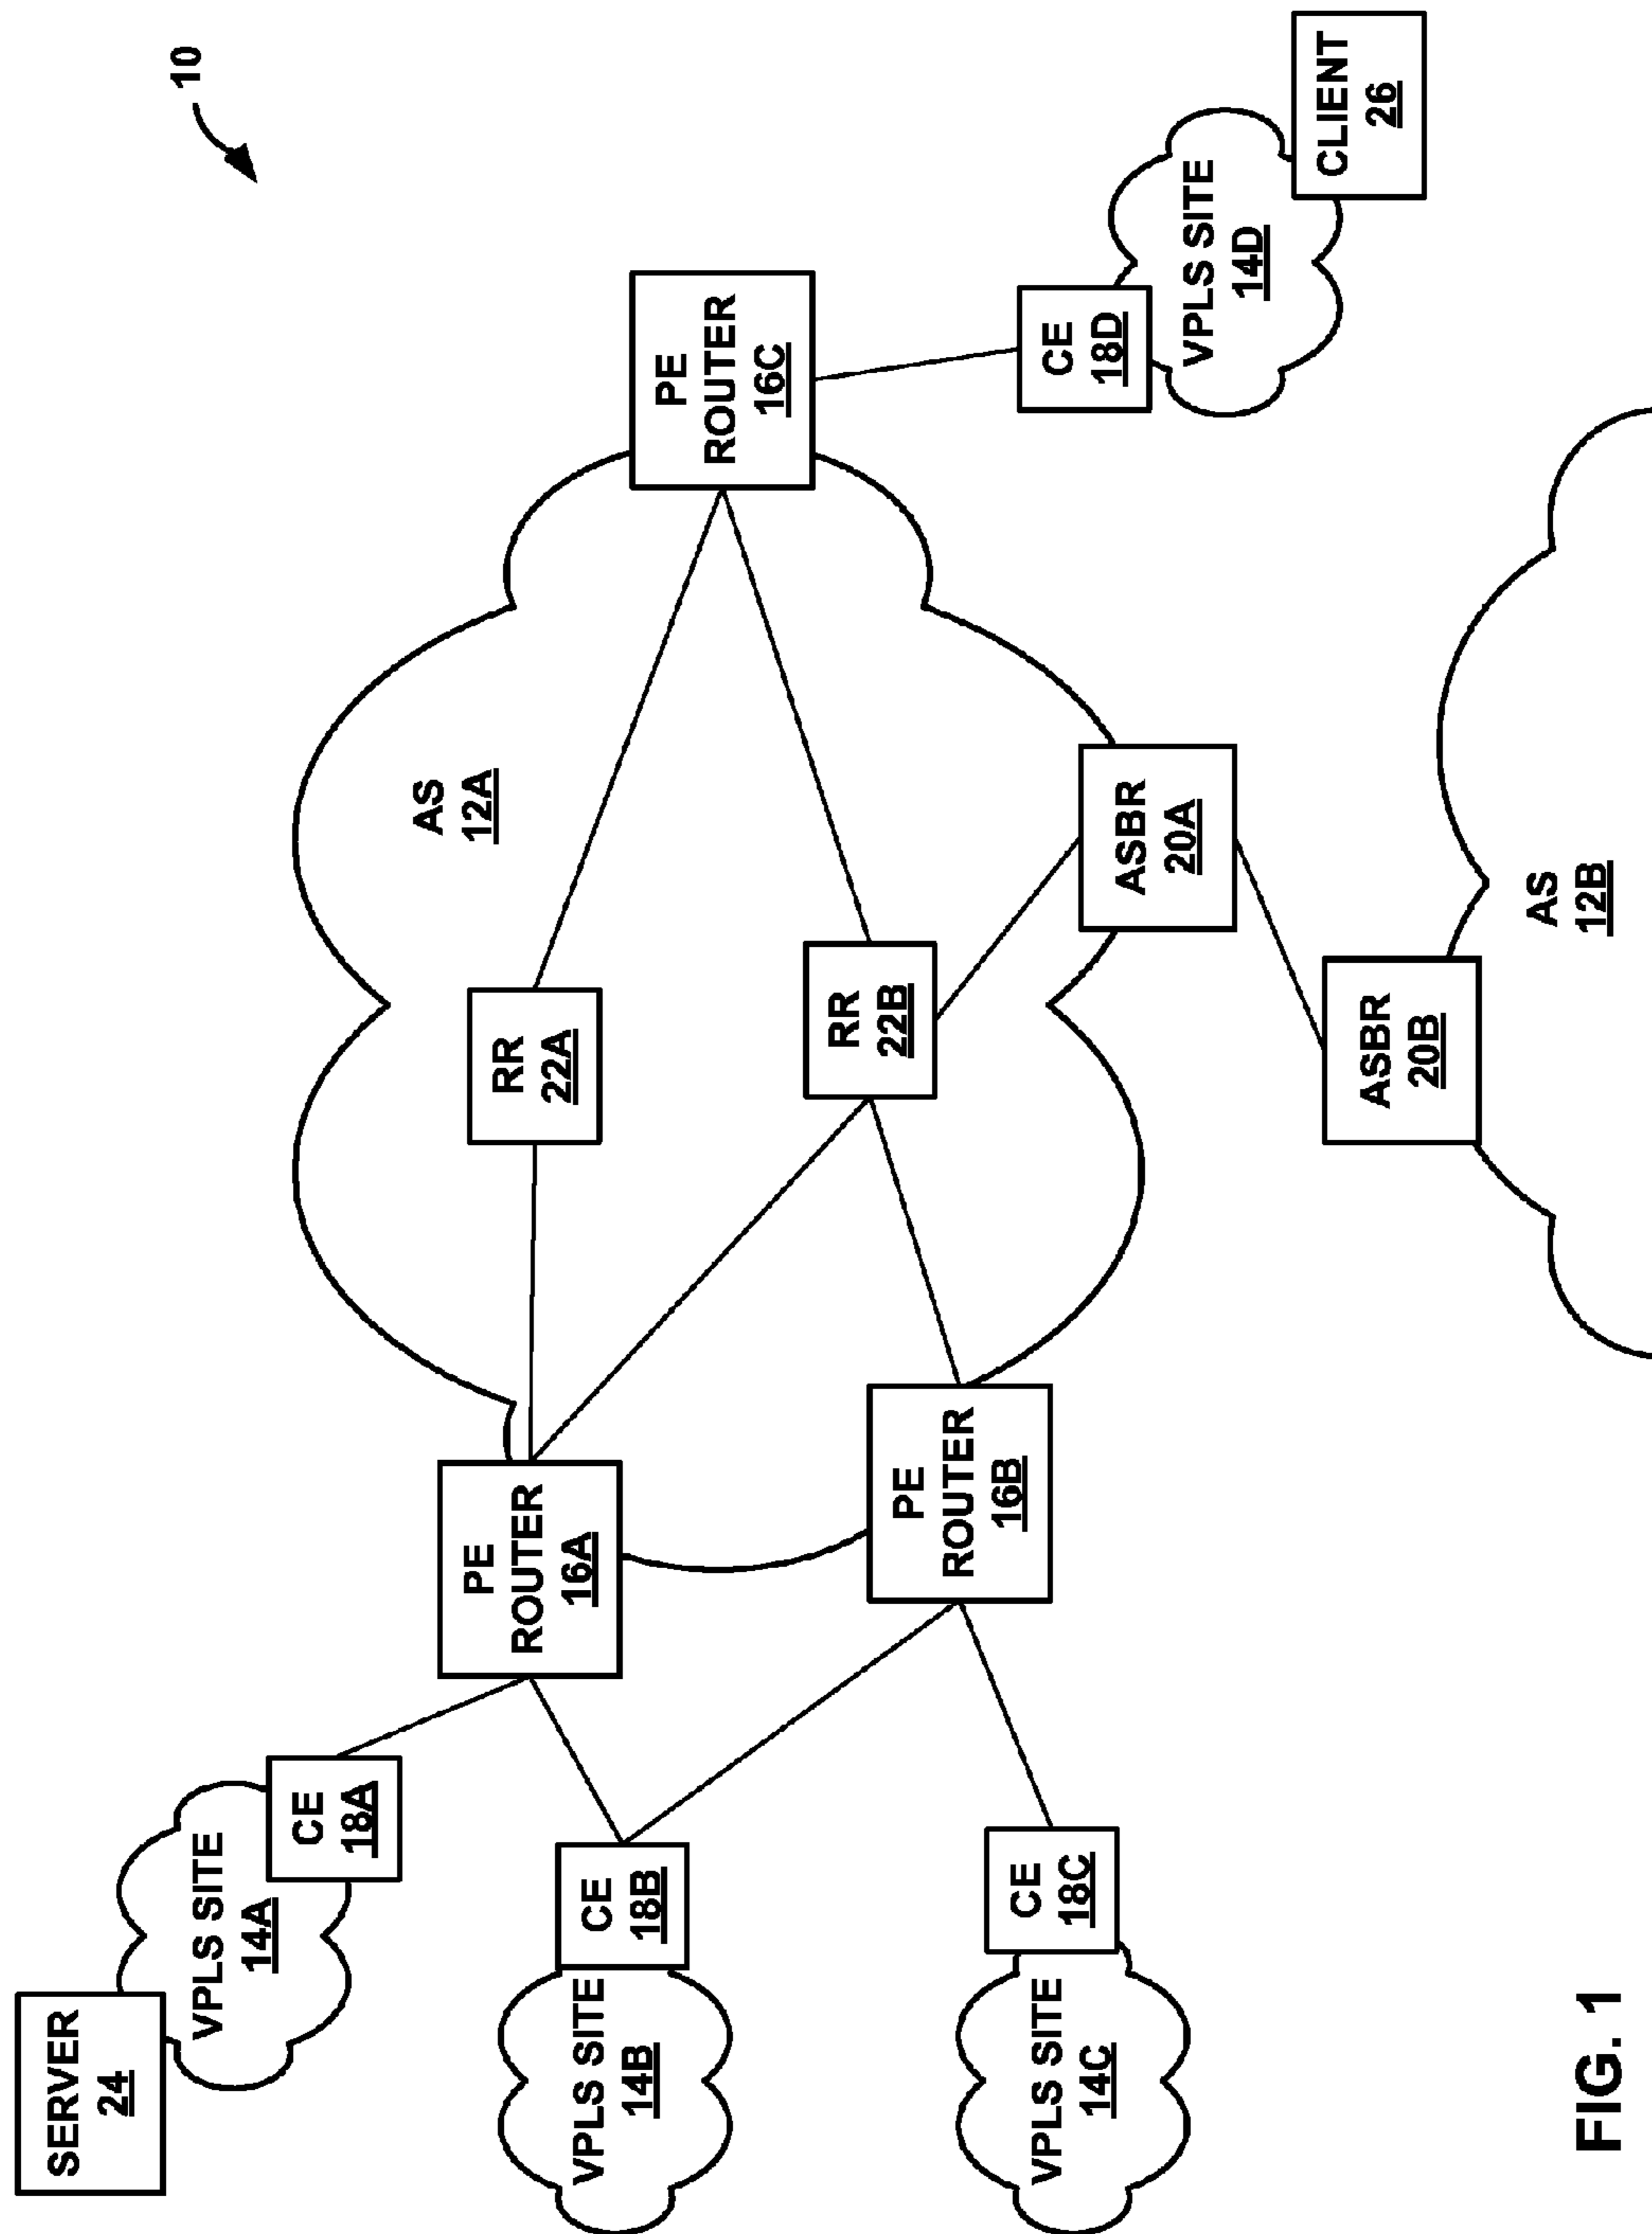 10
SERVER
24
VPLS SITE
14A
CE
18A
VPLS SITE
14B
CE
18B
VPLS SITE
14C
CE
18C
PE
ROUTER
16A
PE
ROUTER
16B
AS
12A
RR
22A
RR
22B
PE
ROUTER
16C
CE
18D
VPLS SITE
14D
CLIENT
26
ASBR
20A
ASBR
20B
AS
12B
FIG. 1